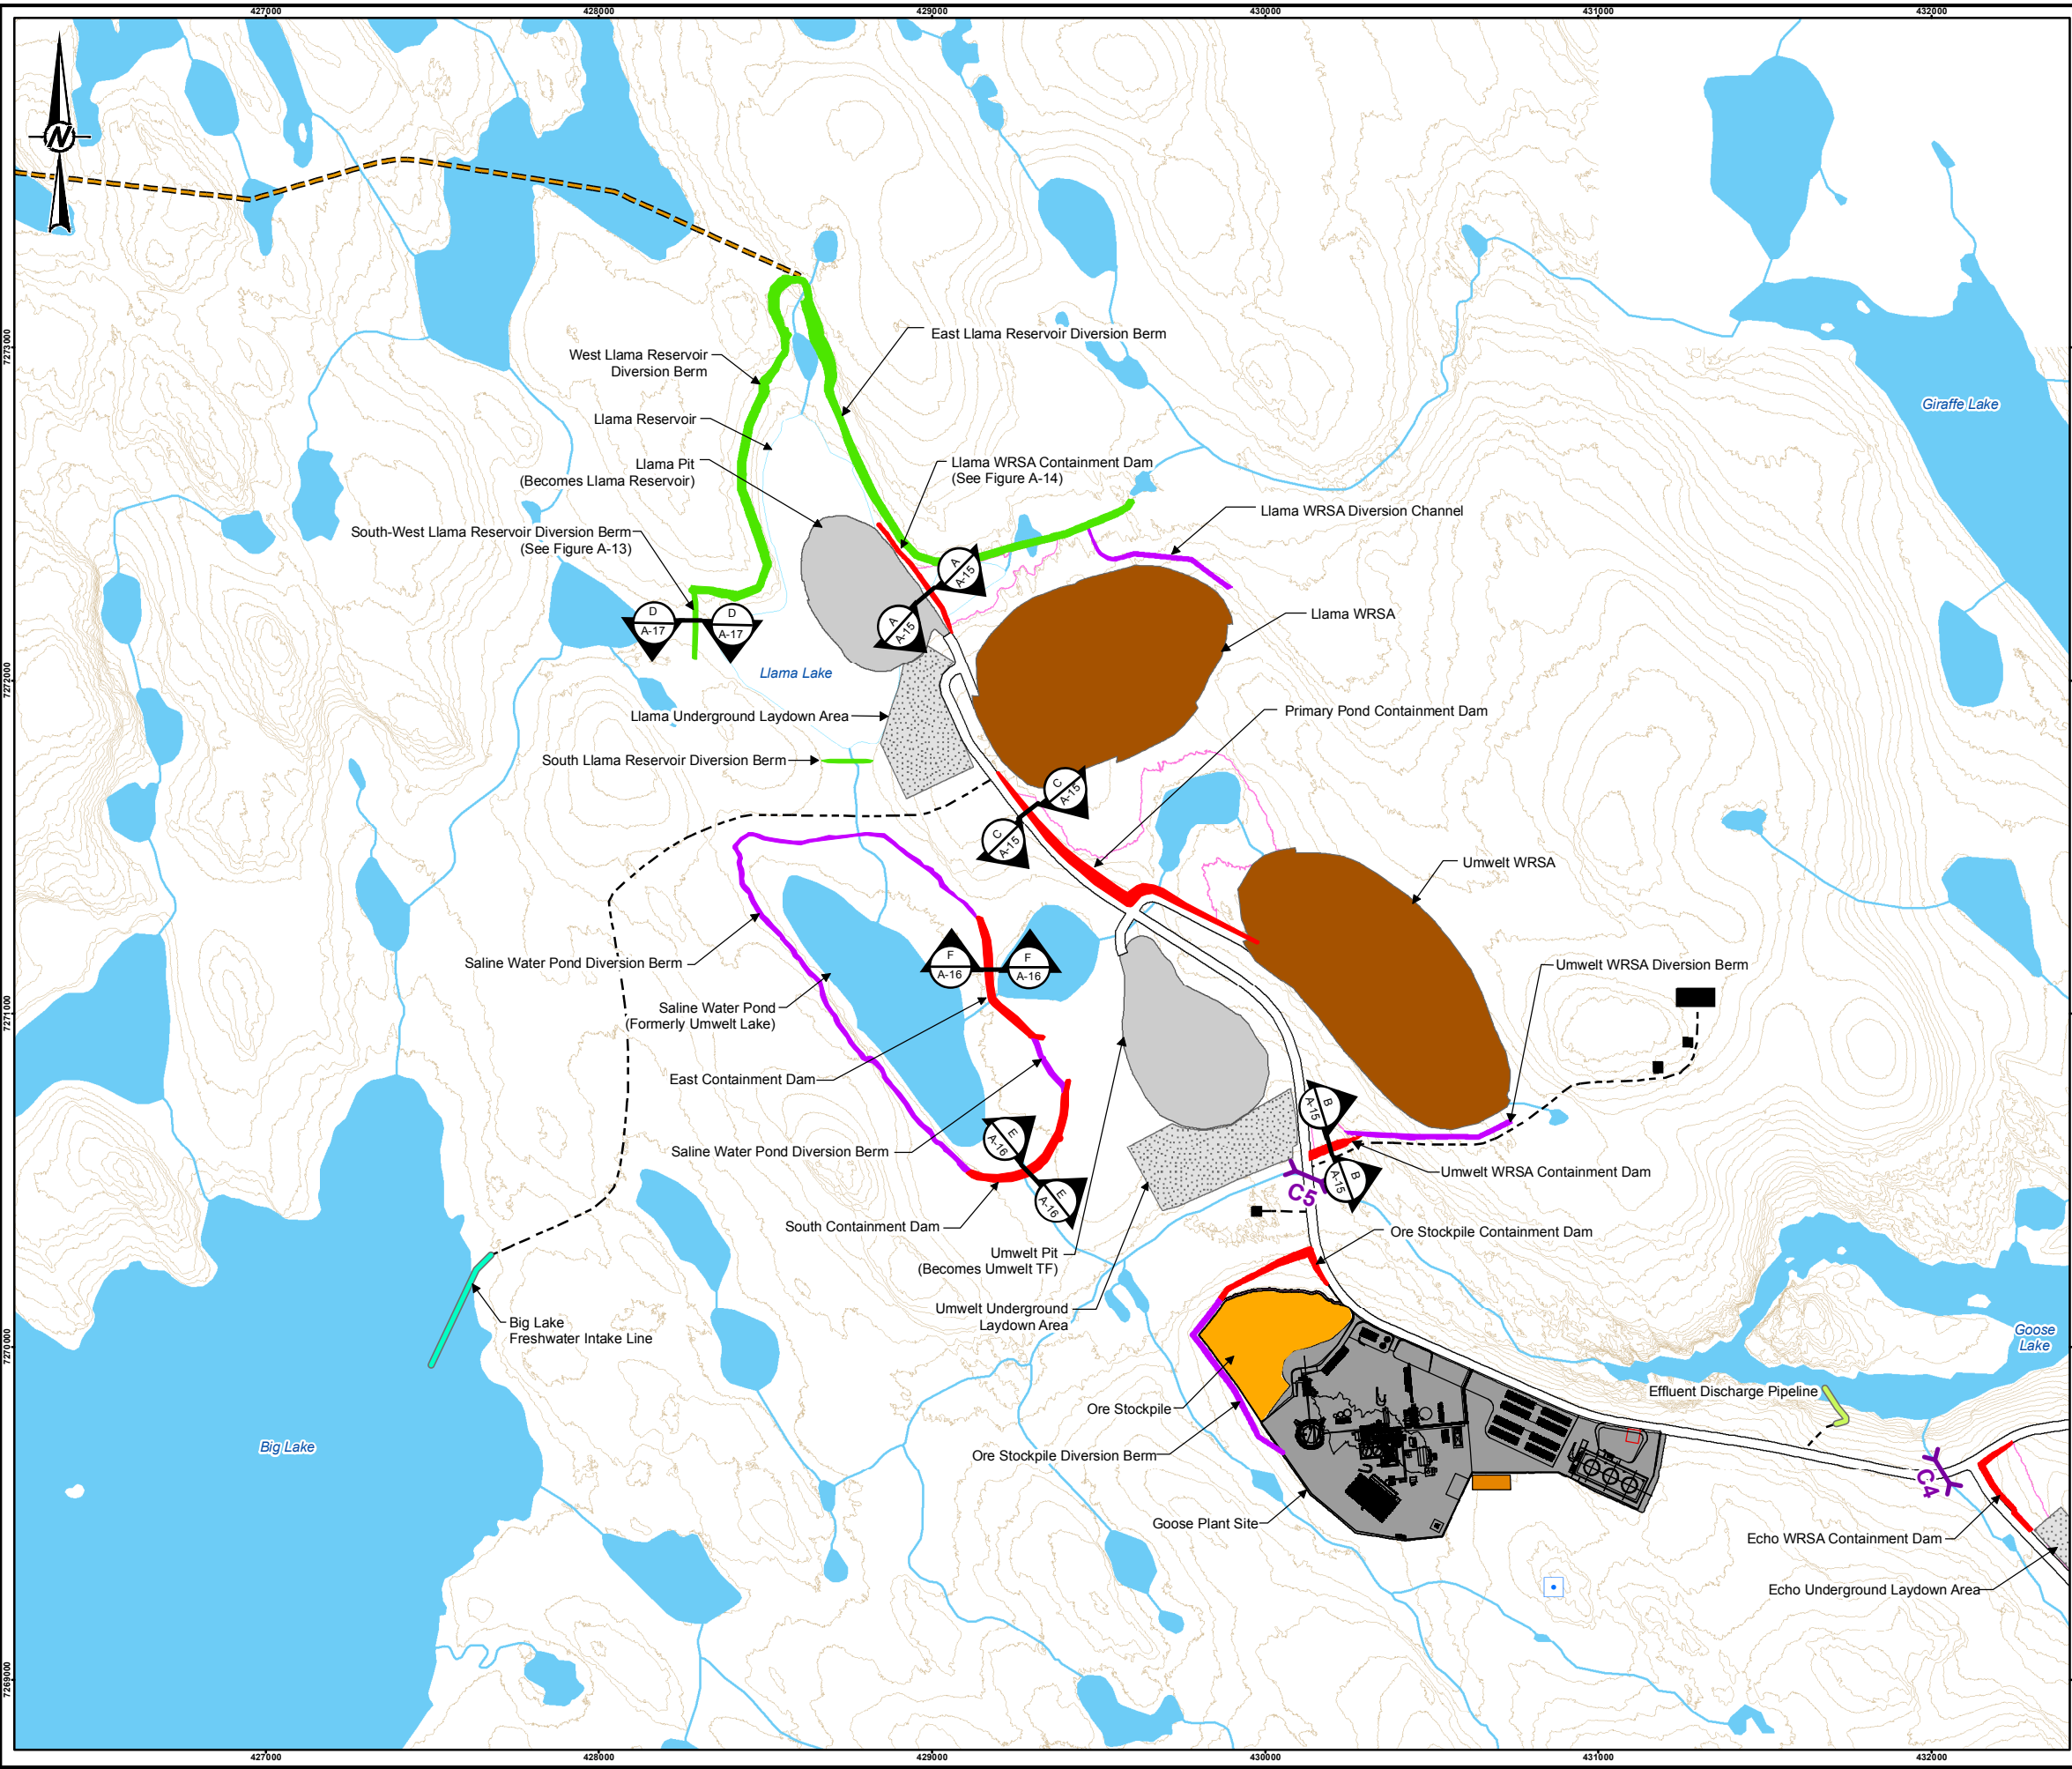 427000
428000
429000
430000
431000
432000
N
7273000
7272000
7271000
7270000
7269000
East Llama Reservoir Diversion Berm
West Llama Reservoir
Diversion Berm
Giraffe Lake
Llama Reservoir
Llama Pit
(Becomes Llama Reservoir)
Llama WRSA Containment Dam
(See Figure A-14)
Llama WRSA Diversion Channel
South-West Llama Reservoir Diversion Berm
(See Figure A-13)
A
A-15
A
A-15
D
A-17
D
A-17
Llama WRSA
Llama Lake
Llama Underground Laydown Area
Primary Pond Containment Dam
South Llama Reservoir Diversion Berm
C
A-15
C
A-15
Umwelt WRSA
Saline Water Pond Diversion Berm
F
A-16
F
A-16
Umwelt WRSA Diversion Berm
Saline Water Pond
(Formerly Umwelt Lake)
East Containment Dam
B
A-15
B
A-15
E
A-16
E
A-16
Saline Water Pond Diversion Berm
Umwelt WRSA Containment Dam
C5
South Containment Dam
Ore Stockpile Containment Dam
Umwelt Pit
(Becomes Umwelt TF)
Umwelt Underground
Laydown Area
Big Lake
Freshwater Intake Line
Goose
Lake
Effluent Discharge Pipeline
Ore Stockpile
Big Lake
Ore Stockpile Diversion Berm
C4
Goose Plant Site
Echo WRSA Containment Dam
Echo Underground Laydown Area
427000
428000
429000
430000
431000
432000